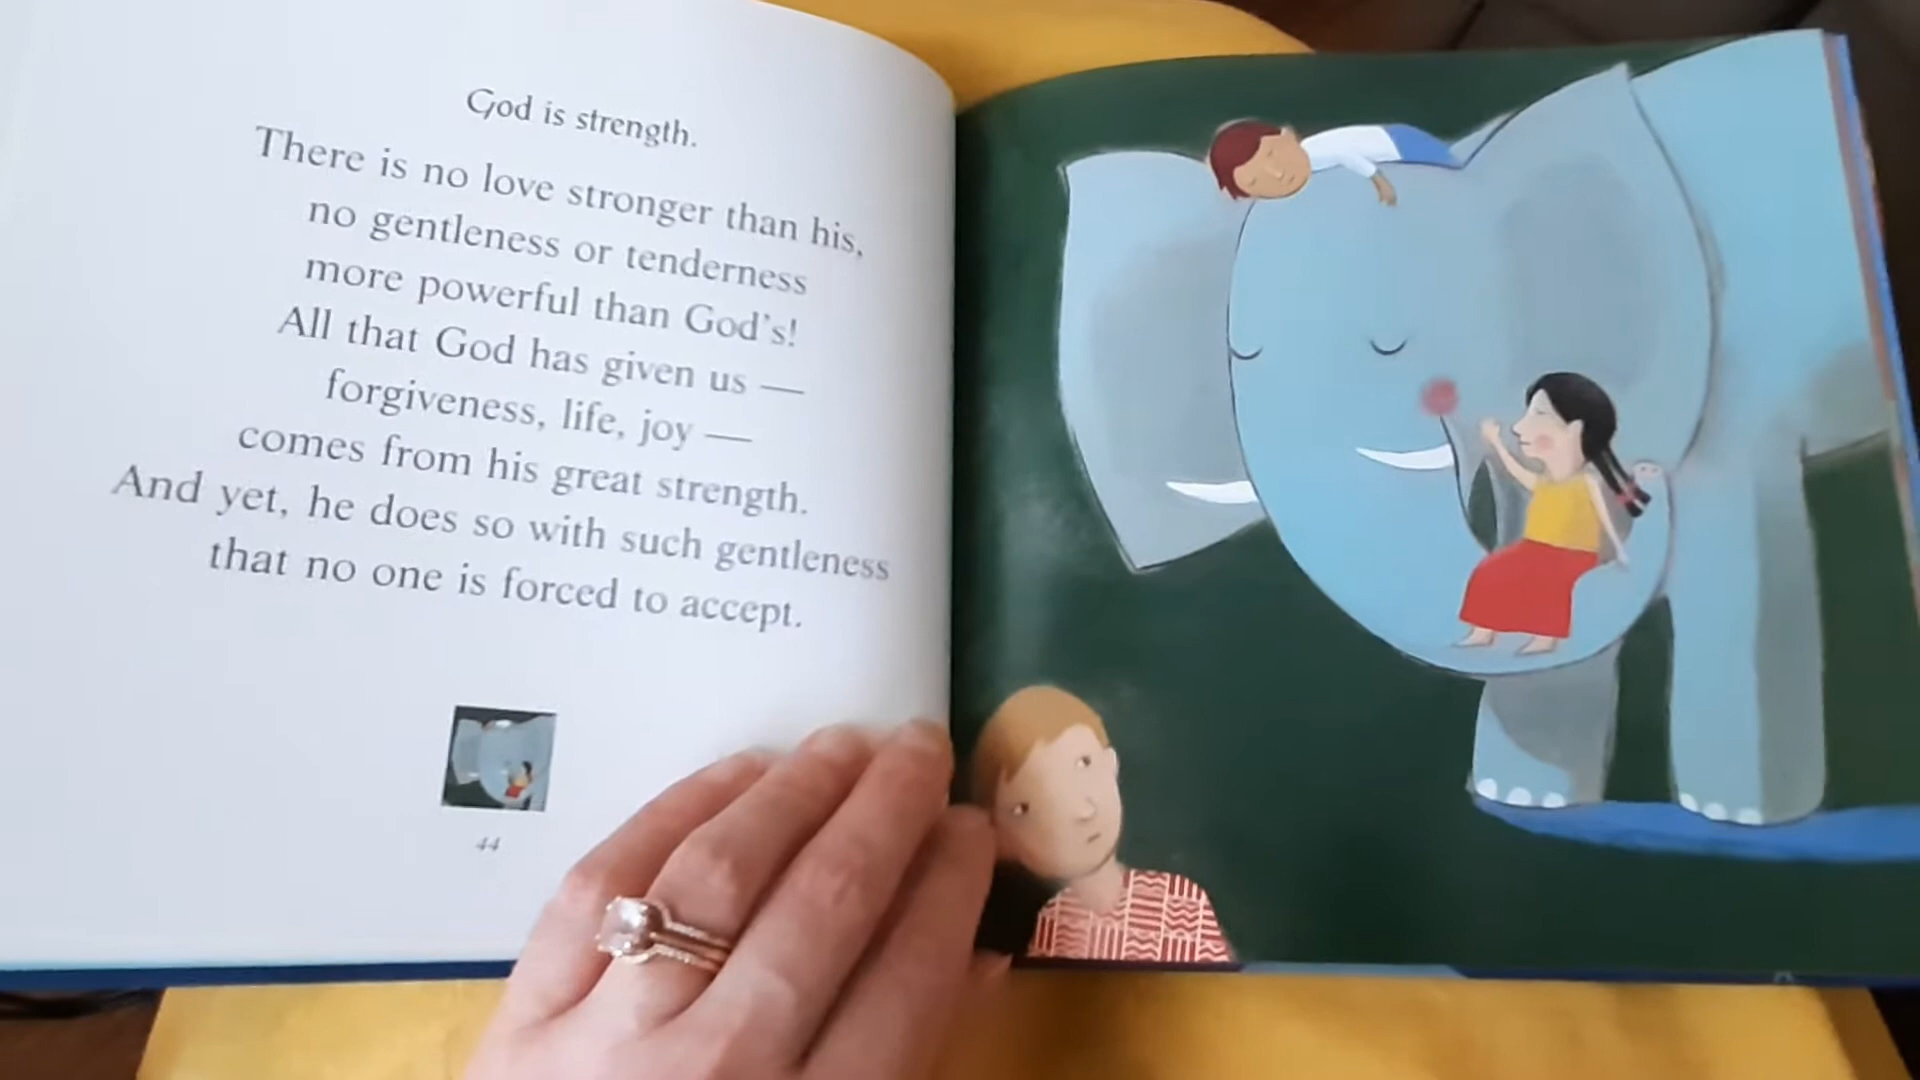 God is strength.
There is no love stronger than his,
no gentleness or tenderness
more powerful than God's!
All that God has given us —
forgiveness, life, joy —
comes from his great strength.
And yet, he does so with such gentleness
that no one is forced to accept.
44